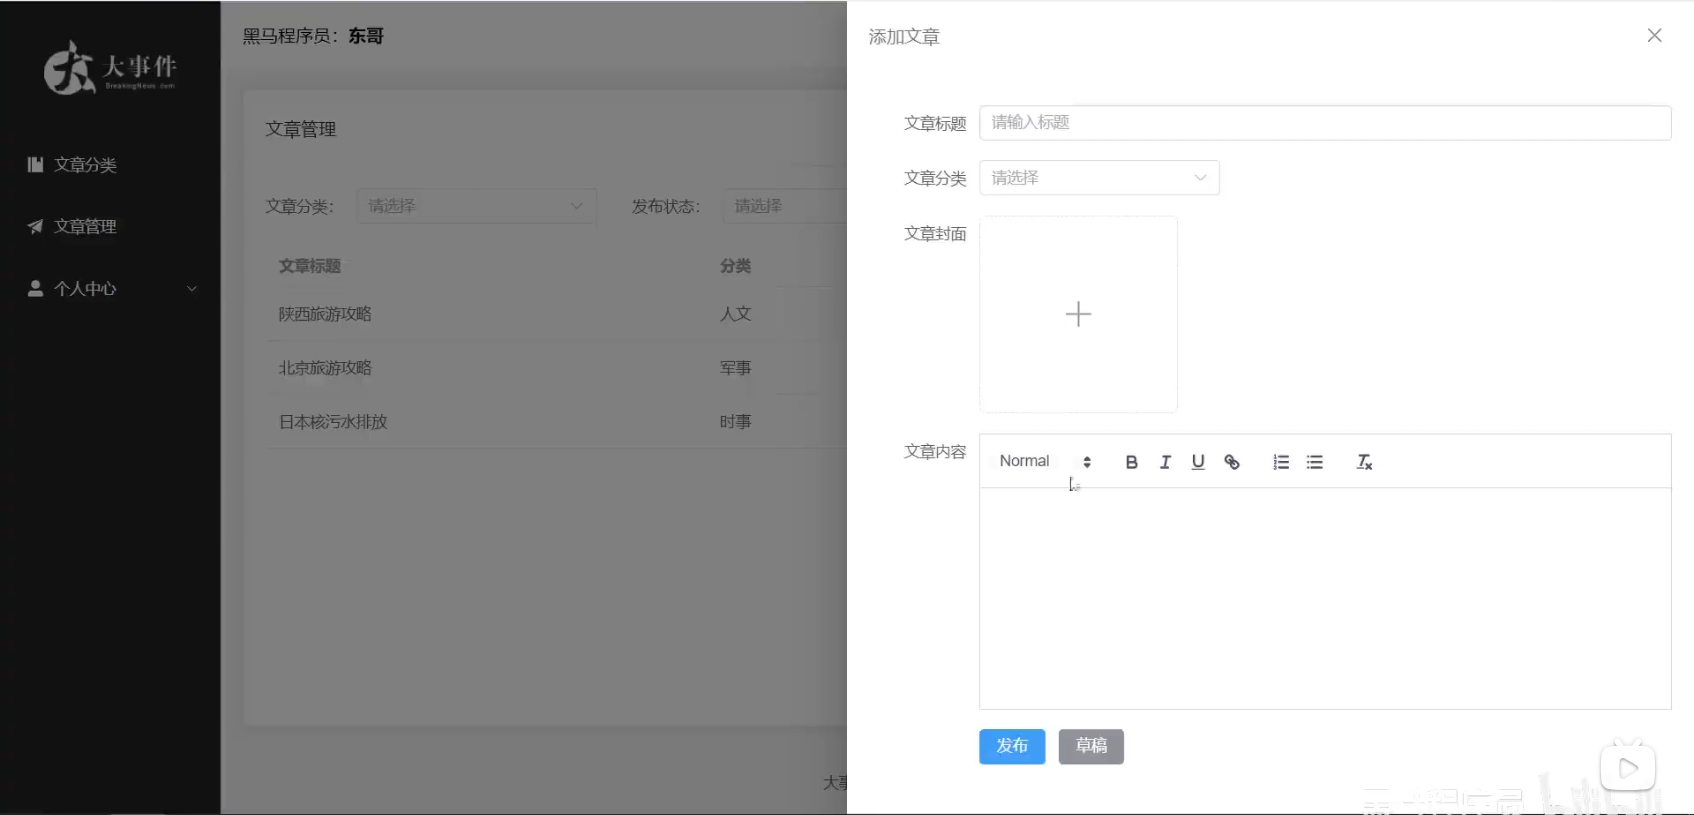 大事件
BreakingNews.com
文章分类
文章管理
个人中心
黑马程序员：东哥
文章管理
文章分类： 请选择 发布状态： 请选择
文章标题 分类
陕西旅游攻略 人文
北京旅游攻略 军事
日本核污水排放 时事
大事
添加文章
文章标题 请输入标题
文章分类 请选择
文章封面
文章内容 Normal
发布 草稿